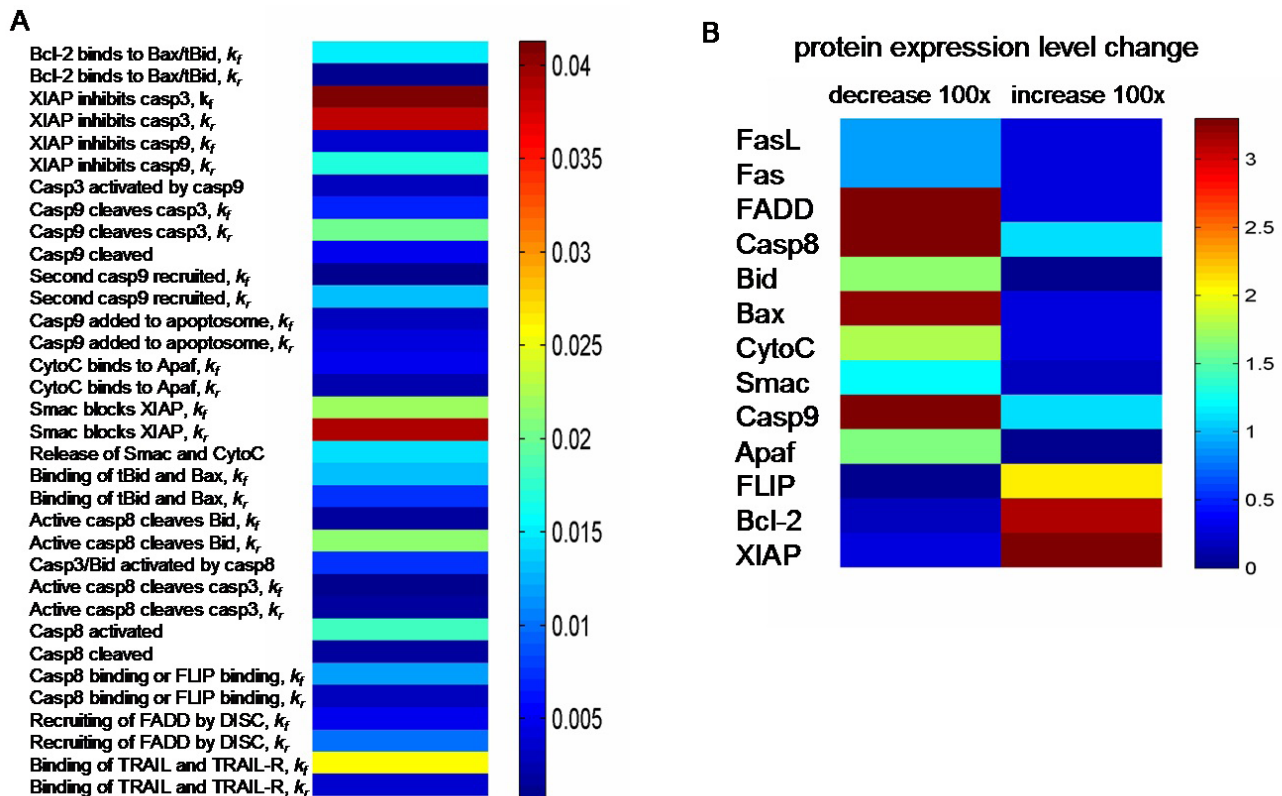 A
Bcl-2 binds to Bax/tBid, kf
Bcl-2 binds to Bax/tBid, kr
XIAP inhibits casp3, kf
XIAP inhibits casp3, kr
XIAP inhibits casp9, kf
XIAP inhibits casp9, kr
Casp3 activated by casp9
Casp9 cleaves casp3, kf
Casp9 cleaves casp3, kr
Casp9 cleaved
Second casp9 recruited, kf
Second casp9 recruited, kr
Casp9 added to apoptosome, kf
Casp9 added to apoptosome, kr
CytoC binds to Apaf, kf
CytoC binds to Apaf, kr
Smac blocks XIAP, kf
Smac blocks XIAP, kr
Release of Smac and CytoC
Binding of tBid and Bax, kf
Binding of tBid and Bax, kr
Active casp8 cleaves Bid, kf
Active casp8 cleaves Bid, kr
Casp3/Bid activated by casp8
Active casp8 cleaves casp3, kf
Active casp8 cleaves casp3, kr
Casp8 activated
Casp8 cleaved
Casp8 binding or FLIP binding, kf
Casp8 binding or FLIP binding, kr
Recruiting of FADD by DISC, kf
Recruiting of FADD by DISC, kr
Binding of TRAIL and TRAIL-R, kf
Binding of TRAIL and TRAIL-R, kr
0.04
0.035
0.03
0.025
0.02
0.015
0.01
0.005
B
protein expression level change
decrease 100x increase 100x
FasL
Fas
FADD
Casp8
Bid
Bax
CytoC
Smac
Casp9
Apaf
FLIP
Bcl-2
XIAP
3
2.5
2
1.5
1
0.5
0